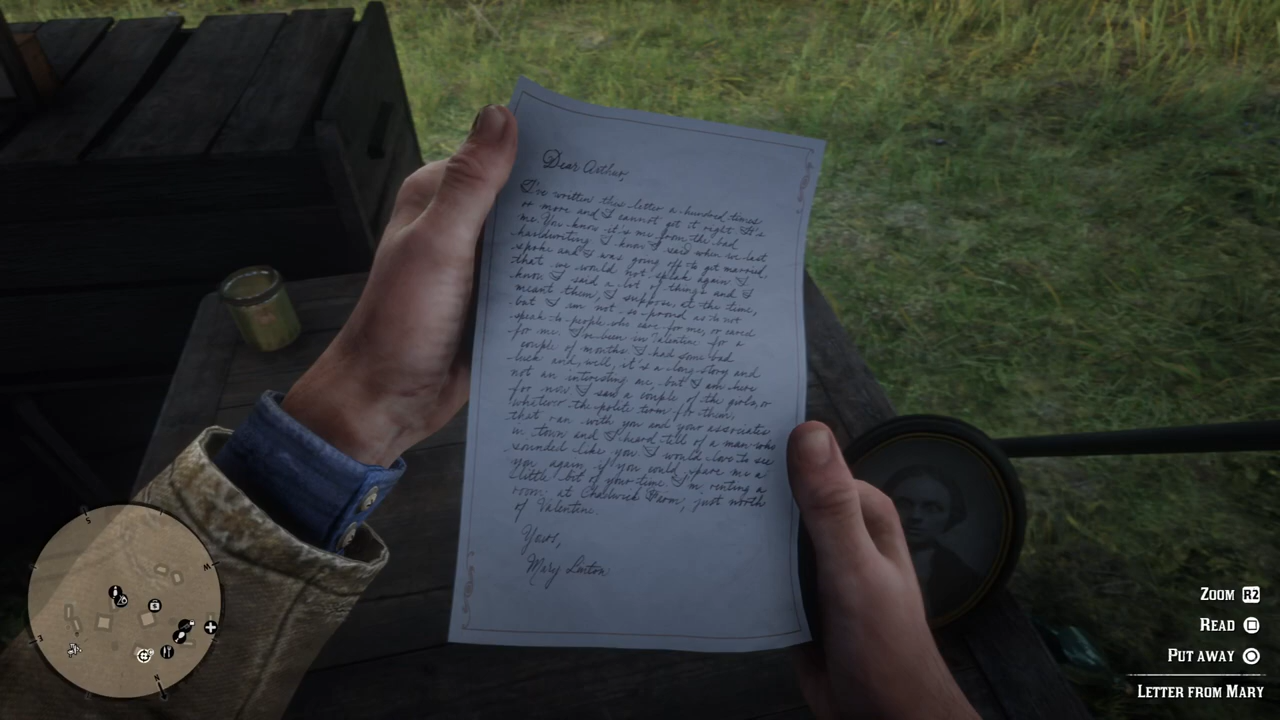 Dear Arthur,
I've written this letter a hundred times
or more and I cannot get it right. It's
me. You know it's me from the bad
handwriting. I know I said when we last
spoke and I was going off to get married,
that we would not speak again. I
know I said a lot of things and I
meant them, I suppose, at the time,
but I am not so proud as to not
speak to people who care for me, or cared
for me. I've been in Valentine for a
couple of months. I had some bad
luck and, well, it's a long story and
not an interesting one, but I am here
for now. I saw a couple of the girls, or
whatever the polite term for them,
that ran with you and your associates
in town and I heard tell of a man who
sounded like you. I would love to see
you again if you could spare me a
little bit of your time. I'm renting a
room at Chadwick Farm, just north
of Valentine.
Yours,
Mary Linton
S
W
E
N
ZOOM R2
READ
PUT AWAY
LETTER FROM MARY